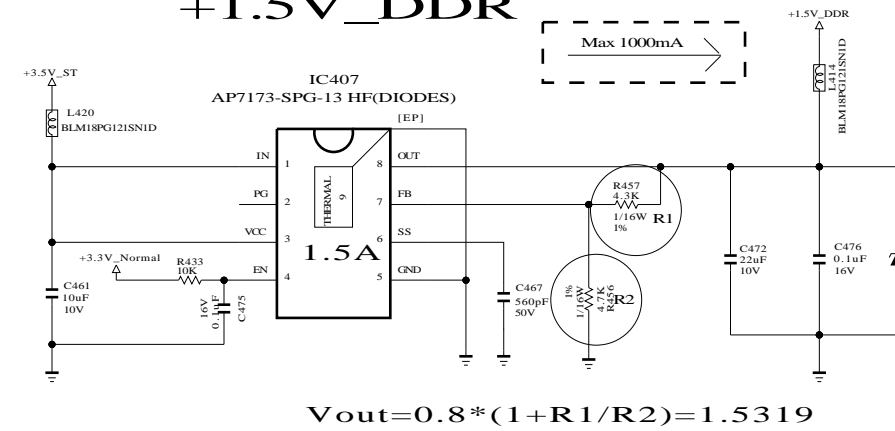 +1.5V_DDR
+1.5V_DDR
Max 1000mA
L414
BLM18PG121SN1D
+3.5V_ST
L420
BLM18PG121SN1D
IC407
AP7173-SPG-13 HF(DIODES)
[EP]
IN
1
8
OUT
PG
2
7
FB
VCC
3
6
SS
EN
4
5
GND
THERMAL
9
1.5A
R457
4.3K
1/16W
1%
R1
+3.3V_Normal
R433
10K
C461
10uF
10V
16V
0.1uF
C475
C467
560pF
50V
1%
1/16W
4.7K
R456
R2
C472
22uF
10V
C476
0.1uF
16V
Vout=0.8*(1+R1/R2)=1.5319